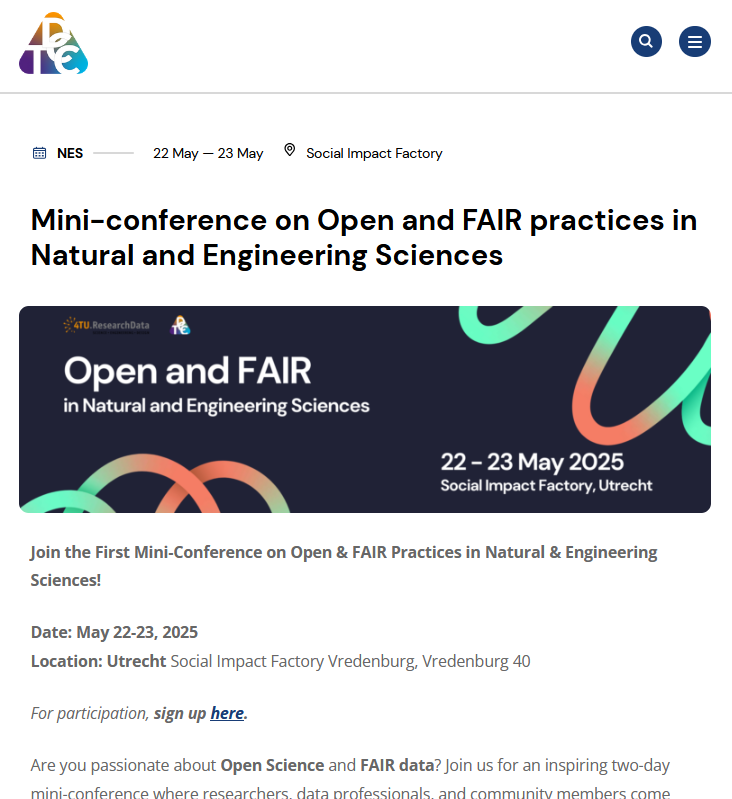 DTCC
NES 22 May — 23 May Social Impact Factory
Mini-conference on Open and FAIR practices in
Natural and Engineering Sciences
4TU.ResearchData
Open and FAIR
in Natural and Engineering Sciences
22 – 23 May 2025
Social Impact Factory, Utrecht
Join the First Mini-Conference on Open & FAIR Practices in Natural & Engineering
Sciences!
Date: May 22-23, 2025
Location: Utrecht Social Impact Factory Vredenburg, Vredenburg 40
For participation, sign up here.
Are you passionate about Open Science and FAIR data? Join us for an inspiring two-day
mini-conference where researchers, data professionals, and community members come